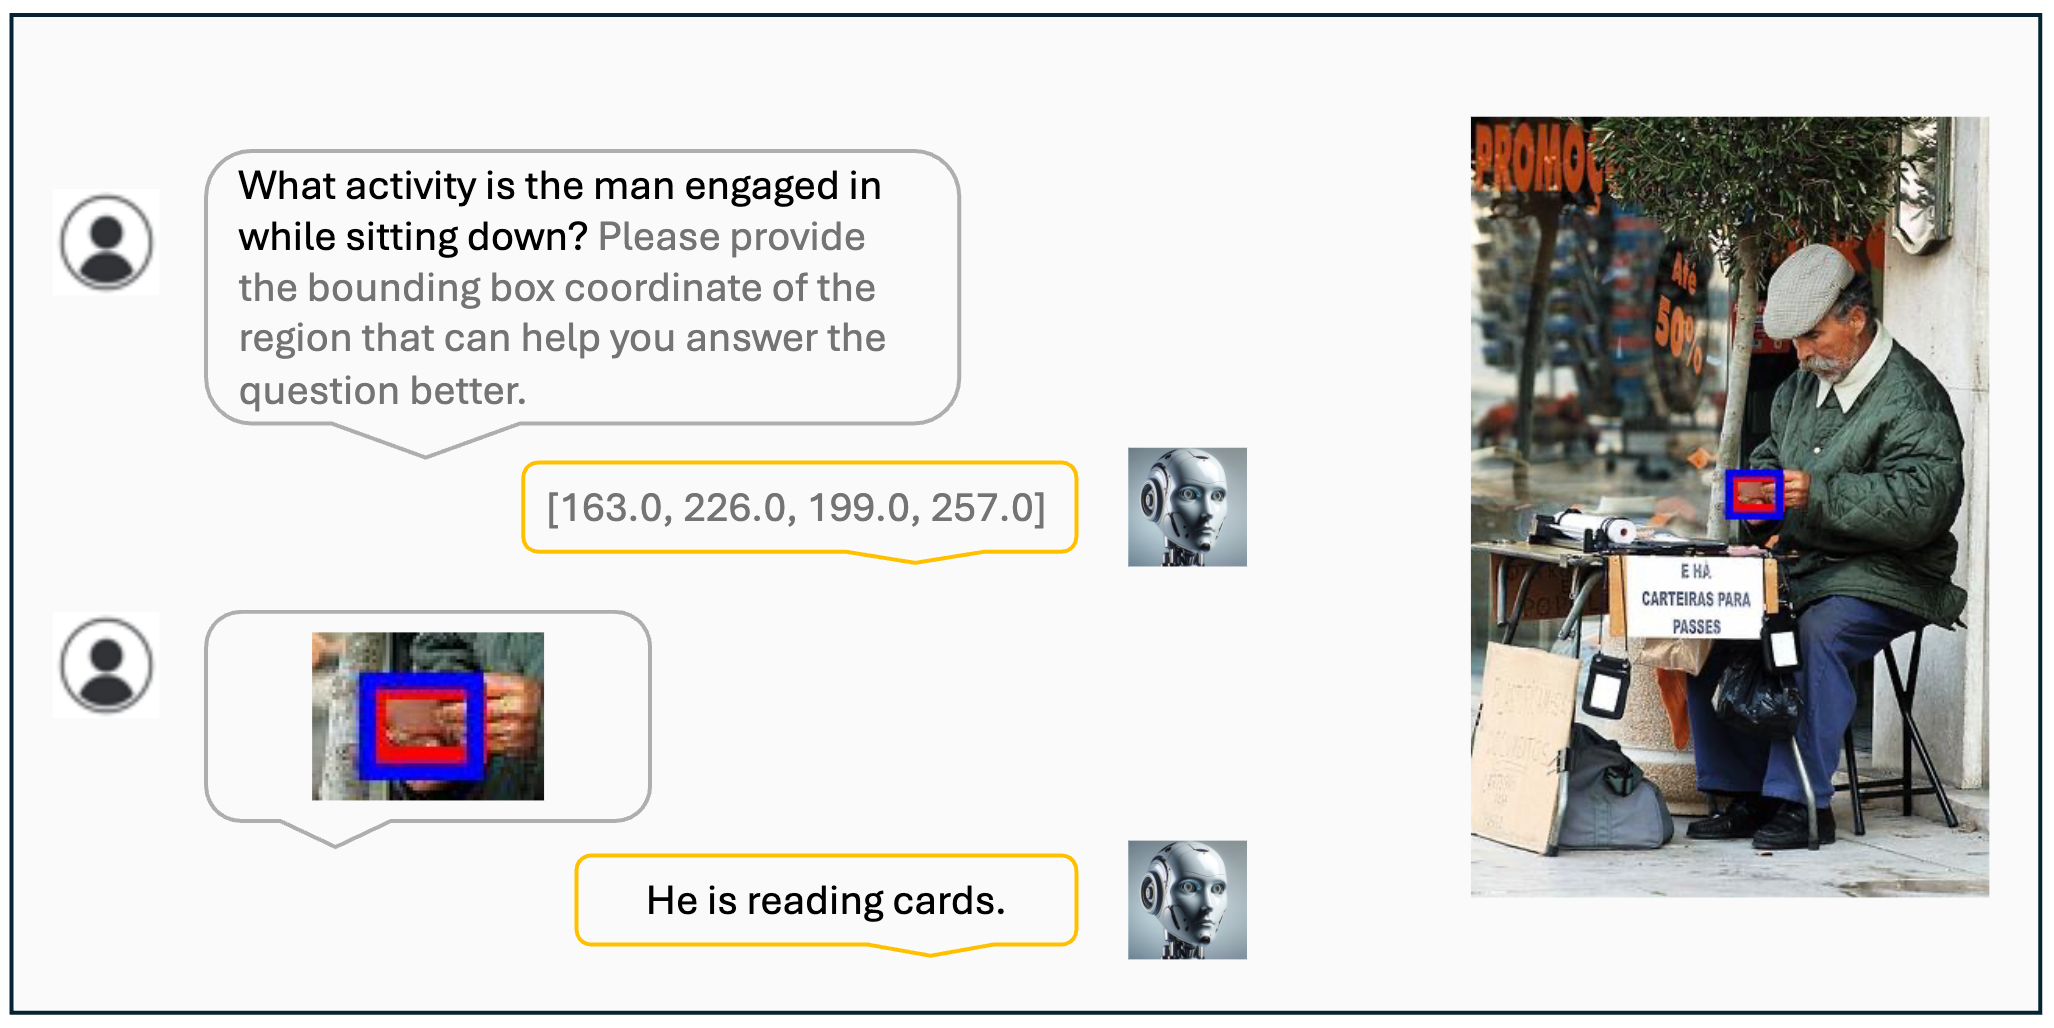 What activity is the man engaged in
while sitting down? Please provide
the bounding box coordinate of the
region that can help you answer the
question better.
[163.0, 226.0, 199.0, 257.0]
He is reading cards.
PROMOÇ
Até
50%
E HÁ
CARTEIRAS PARA
PASSES